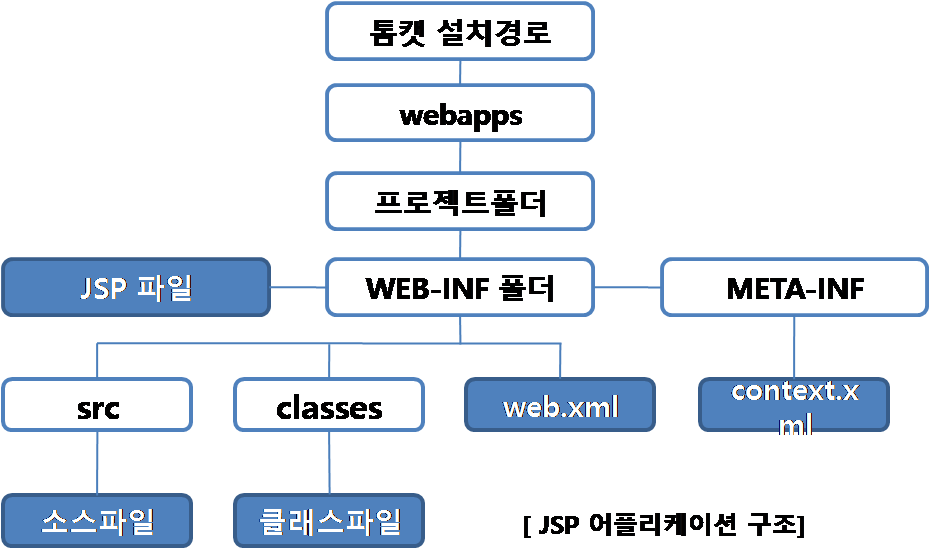 톰캣 설치경로
webapps
프로젝트폴더
JSP 파일
WEB-INF 폴더
META-INF
src
classes
web.xml
context.x
ml
소스파일
클래스파일
[ JSP 어플리케이션 구조]